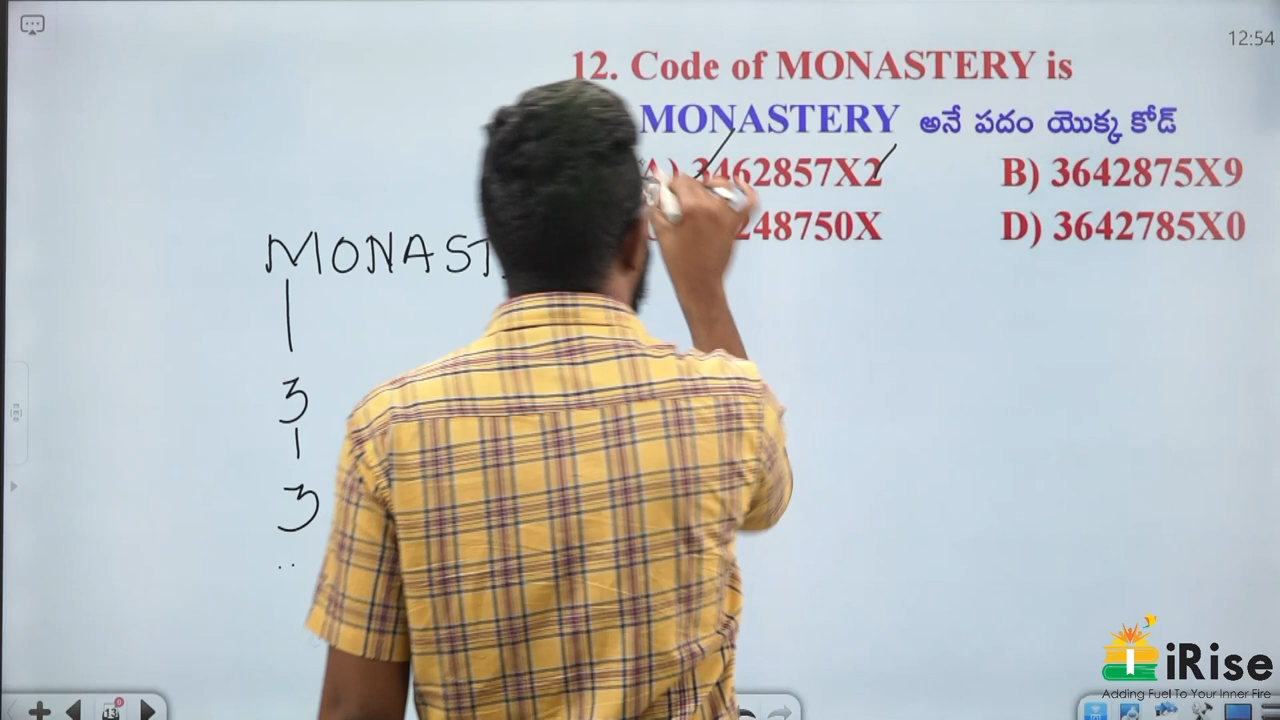 12:54
12. Code of MONASTERY is
MONASTERY అనే పదం యొక్క కోడ్
A) 3462857X2 B) 3642875X9
248750X D) 3642785X0
MONAST
3
3
iRise
Adding Fuel To Your Inner Fire